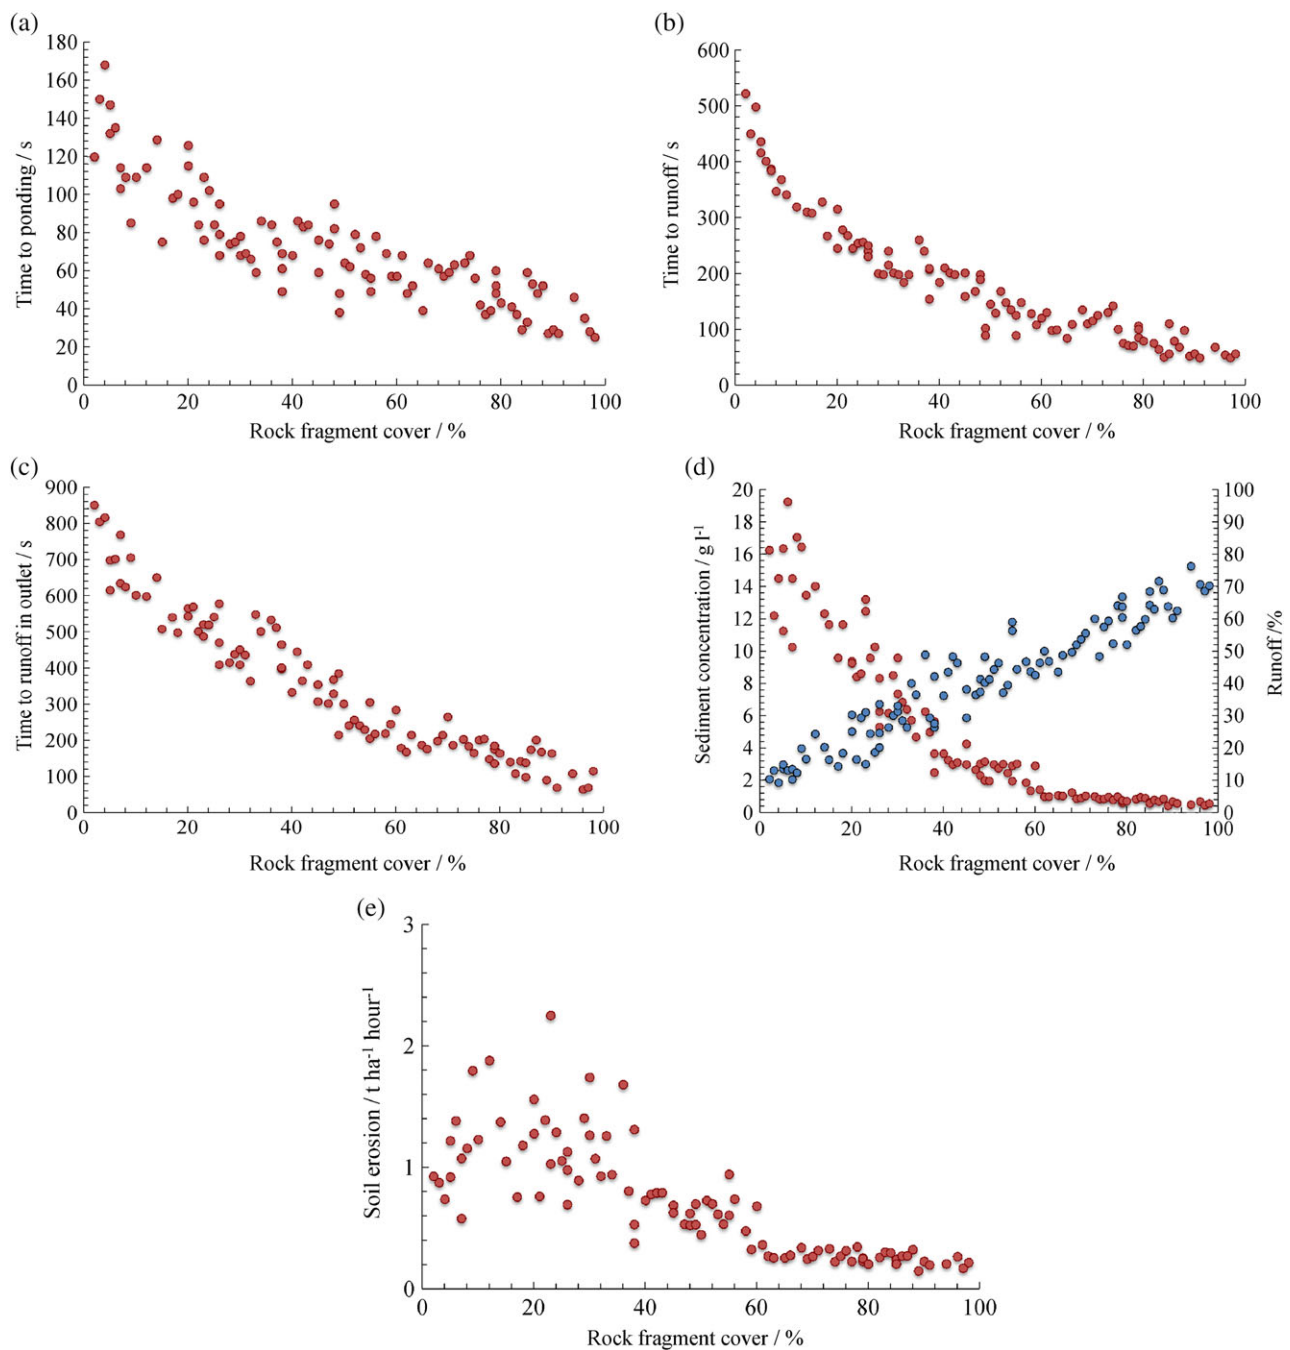 (a)
180
160
140
120
100
80
60
40
20
0
Time to ponding / s
0 20 40 60 80 100
Rock fragment cover / %
(b)
600
500
400
300
200
100
0
Time to runoff / s
0 20 40 60 80 100
Rock fragment cover / %
(c)
900
800
700
600
500
400
300
200
100
0
Time to runoff in outlet / s
0 20 40 60 80 100
Rock fragment cover / %
(d)
20
18
16
14
12
10
8
6
4
2
0
Sediment concentration / g l⁻¹
100
90
80
70
60
50
40
30
20
10
0
Runoff /%
0 20 40 60 80 100
Rock fragment cover / %
(e)
3
2
1
0
Soil erosion / t ha⁻¹ hour⁻¹
0 20 40 60 80 100
Rock fragment cover / %